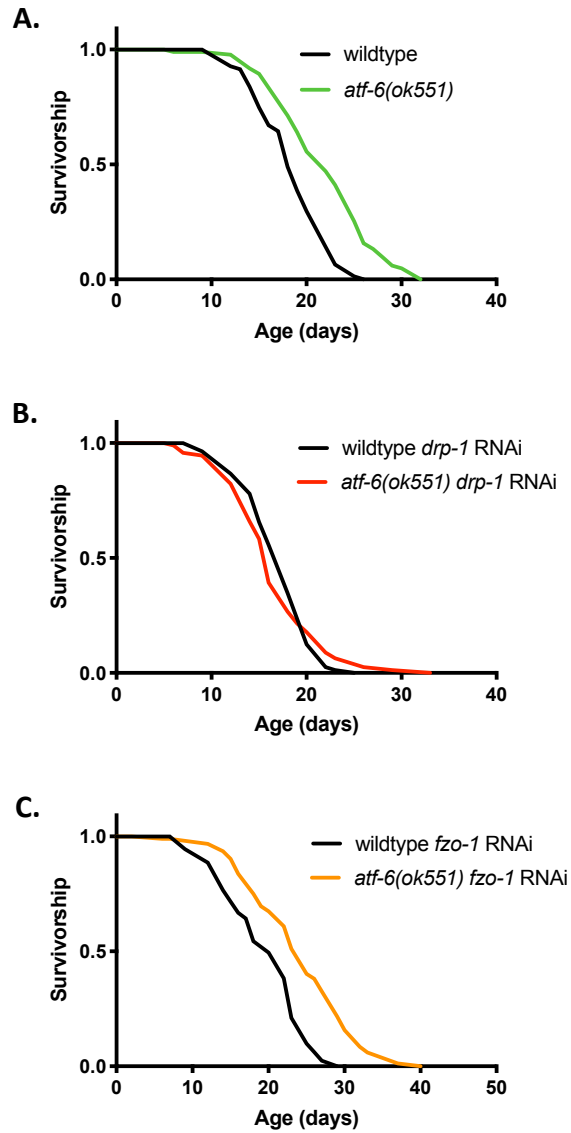 A.
wildtype
atf-6(ok551)
Survivorship
1.0
0.5
0.0
0 10 20 30 40
Age (days)
B.
wildtype drp-1 RNAi
atf-6(ok551) drp-1 RNAi
Survivorship
1.0
0.5
0.0
0 10 20 30 40
Age (days)
C.
wildtype fzo-1 RNAi
atf-6(ok551) fzo-1 RNAi
Survivorship
1.0
0.5
0.0
0 10 20 30 40 50
Age (days)